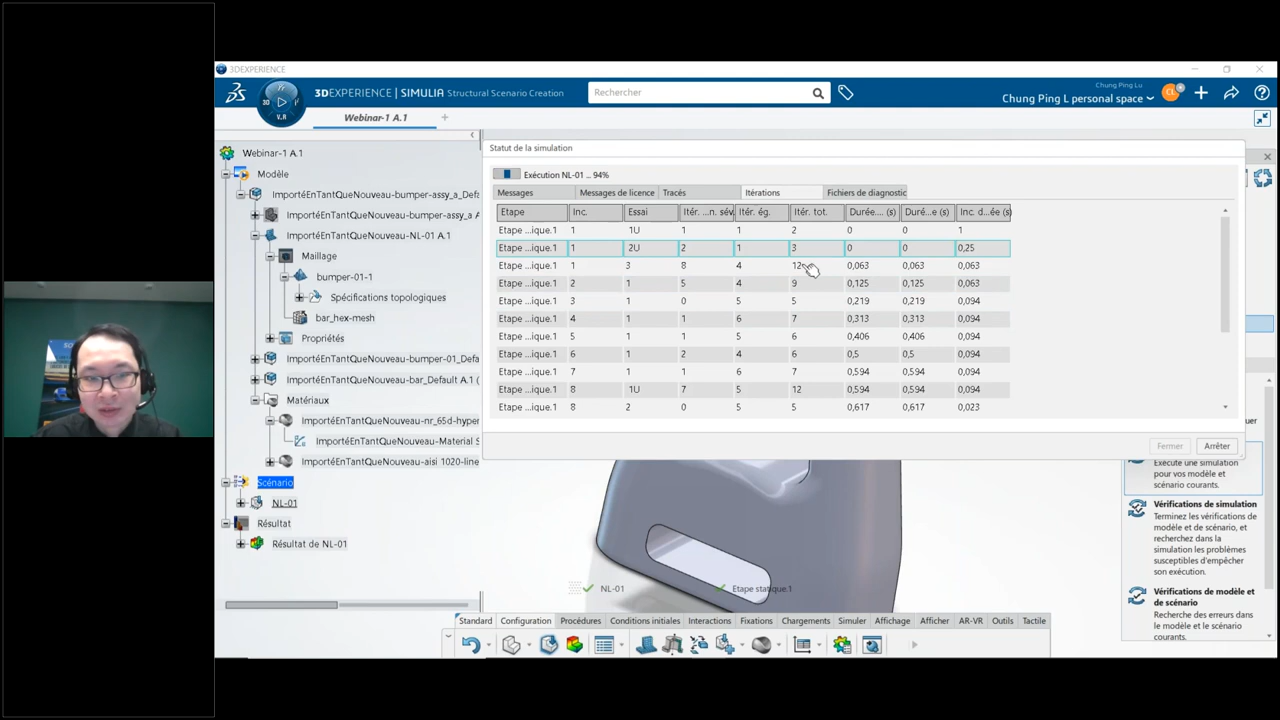 3DEXPERIENCE
3DEXPERIENCE | SIMULIA Structural Scenario Creation
Rechercher
Chung Ping Lu
Chung Ping L personal space
Webinar-1 A.1
Webinar-1 A.1
Modèle
ImportéEnTantQueNouveau-bumper-assy_a_Defa
ImportéEnTantQueNouveau-bumper-assy_a A
ImportéEnTantQueNouveau-NL-01 A.1
Maillage
bumper-01-1
Spécifications topologiques
bar_hex-mesh
Propriétés
ImportéEnTantQueNouveau-bumper-01_Defa
ImportéEnTantQueNouveau-bar_Default A.1 (
Matériaux
ImportéEnTantQueNouveau-nr_65d-hyper
ImportéEnTantQueNouveau-Material S
ImportéEnTantQueNouveau-aisi 1020-line
Scénario
NL-01
Résultat
Résultat de NL-01
Statut de la simulation
Exécution NL-01 .. 94%
Messages Messages de licence Tracés Itérations Fichiers de diagnostic
Etape Inc. Essai Itér. ...n. sév. Itér. ég. Itér. tot. Durée.... (s) Duré...e (s) Inc. d...ée (s)
Etape ...ique.1 1 1U 1 1 2 0 0 1
Etape ...ique.1 1 2U 2 1 3 0 0 0,25
Etape ...ique.1 1 3 8 4 12 0,063 0,063 0,063
Etape ...ique.1 2 1 5 4 9 0,125 0,125 0,063
Etape ...ique.1 3 1 0 5 5 0,219 0,219 0,094
Etape ...ique.1 4 1 1 6 7 0,313 0,313 0,094
Etape ...ique.1 5 1 1 5 6 0,406 0,406 0,094
Etape ...ique.1 6 1 2 4 6 0,5 0,5 0,094
Etape ...ique.1 7 1 1 6 7 0,594 0,594 0,094
Etape ...ique.1 8 1U 7 5 12 0,594 0,594 0,094
Etape ...ique.1 8 2 0 5 5 0,617 0,617 0,023
Fermer Arrêter
uer
Exécute une simulation
pour vos modèle et
scénario courants.
Vérifications de simulation
Terminez les vérifications de
modèle et de scénario, et
recherchez dans la
simulation les problèmes
susceptibles d'empêcher
son exécution.
Vérifications de modèle et
de scénario
Recherche des erreurs dans
le modèle et le scénario
courants.
NL-01 Etape statique.1
Standard Configuration Procédures Conditions initiales Interactions Fixations Chargements Simuler Affichage Afficher AR-VR Outils Tactile